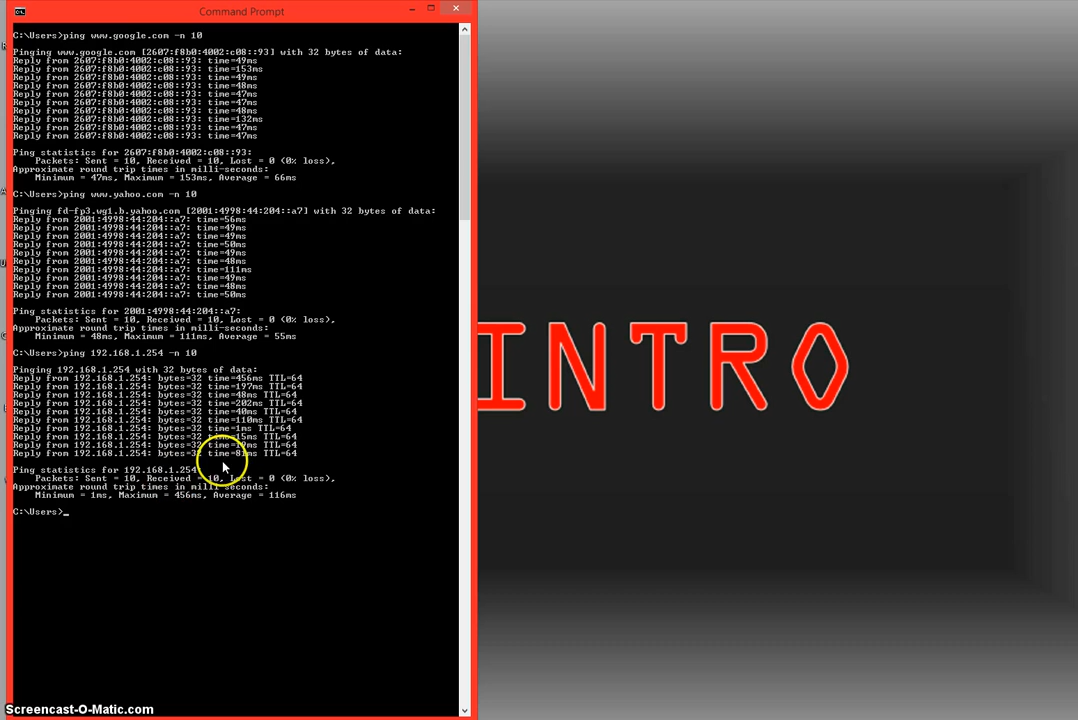 Command Prompt
C:\Users>ping www.google.com -n 10
Pinging www.google.com [2607:f8b0:4002:c08::93] with 32 bytes of data:
Reply from 2607:f8b0:4002:c08::93: time=49ms
Reply from 2607:f8b0:4002:c08::93: time=153ms
Reply from 2607:f8b0:4002:c08::93: time=49ms
Reply from 2607:f8b0:4002:c08::93: time=48ms
Reply from 2607:f8b0:4002:c08::93: time=47ms
Reply from 2607:f8b0:4002:c08::93: time=47ms
Reply from 2607:f8b0:4002:c08::93: time=48ms
Reply from 2607:f8b0:4002:c08::93: time=132ms
Reply from 2607:f8b0:4002:c08::93: time=47ms
Reply from 2607:f8b0:4002:c08::93: time=47ms
Ping statistics for 2607:f8b0:4002:c08::93:
Packets: Sent = 10, Received = 10, Lost = 0 (0% loss),
Approximate round trip times in milli-seconds:
Minimum = 47ms, Maximum = 153ms, Average = 66ms
C:\Users>ping www.yahoo.com -n 10
Pinging fd-fp3.wg1.b.yahoo.com [2001:4998:44:204::a7] with 32 bytes of data:
Reply from 2001:4998:44:204::a7: time=56ms
Reply from 2001:4998:44:204::a7: time=49ms
Reply from 2001:4998:44:204::a7: time=49ms
Reply from 2001:4998:44:204::a7: time=50ms
Reply from 2001:4998:44:204::a7: time=49ms
Reply from 2001:4998:44:204::a7: time=48ms
Reply from 2001:4998:44:204::a7: time=111ms
Reply from 2001:4998:44:204::a7: time=49ms
Reply from 2001:4998:44:204::a7: time=48ms
Reply from 2001:4998:44:204::a7: time=50ms
Ping statistics for 2001:4998:44:204::a7:
Packets: Sent = 10, Received = 10, Lost = 0 (0% loss),
Approximate round trip times in milli-seconds:
Minimum = 48ms, Maximum = 111ms, Average = 55ms
C:\Users>ping 192.168.1.254 -n 10
Pinging 192.168.1.254 with 32 bytes of data:
Reply from 192.168.1.254: bytes=32 time=456ms TTL=64
Reply from 192.168.1.254: bytes=32 time=197ms TTL=64
Reply from 192.168.1.254: bytes=32 time=48ms TTL=64
Reply from 192.168.1.254: bytes=32 time=202ms TTL=64
Reply from 192.168.1.254: bytes=32 time=40ms TTL=64
Reply from 192.168.1.254: bytes=32 time=110ms TTL=64
Reply from 192.168.1.254: bytes=32 time=1ms TTL=64
Reply from 192.168.1.254: bytes=32 time=15ms TTL=64
Reply from 192.168.1.254: bytes=32 TTL=64
Reply from 192.168.1.254: bytes=32 time=81ms TTL=64
Ping statistics for 192.168.1.254:
Packets: Sent = 10, Received = 10, Lost = 0 (0% loss),
Approximate round trip times in milli-seconds:
Minimum = 1ms, Maximum = 456ms, Average = 116ms
C:\Users>_
INTRO
Screencast-O-Matic.com